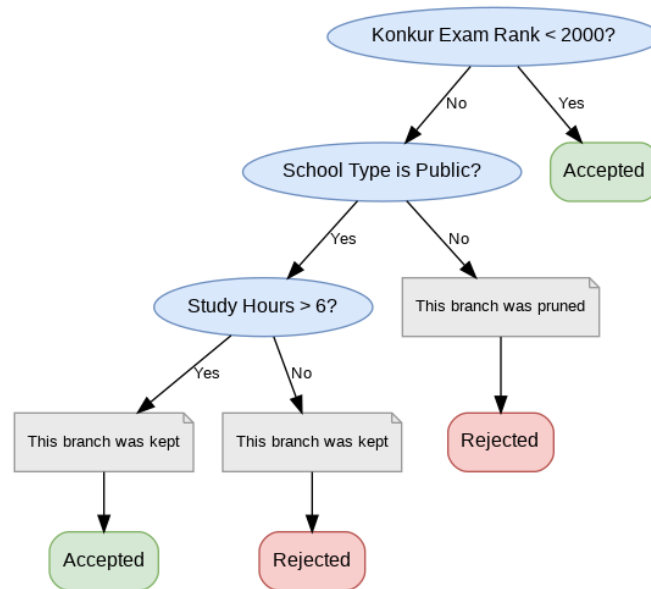 Konkur Exam Rank < 2000?
No
Yes
School Type is Public?
Accepted
Yes
No
Study Hours > 6?
This branch was pruned
Yes
No
This branch was kept
This branch was kept
Rejected
Accepted
Rejected